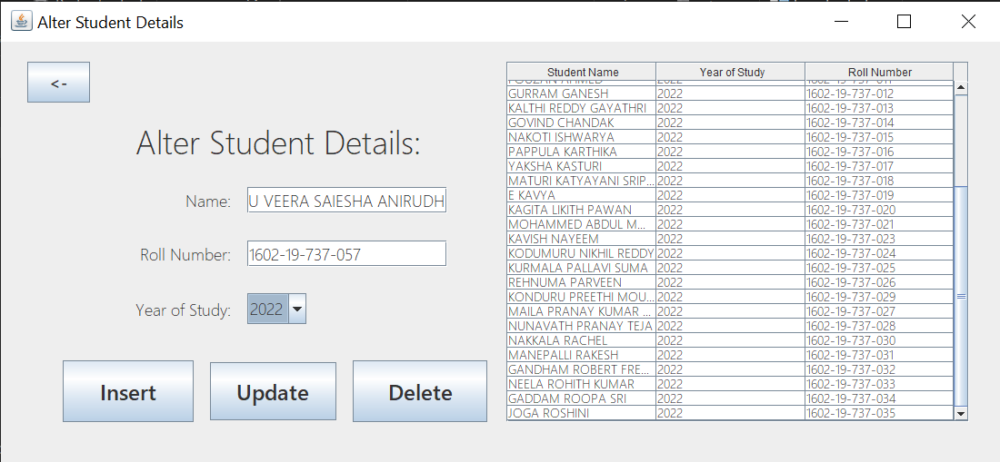 Alter Student Details
<-
Alter Student Details:
Name: U VEERA SAIESHA ANIRUDH
Roll Number: 1602-19-737-057
Year of Study: 2022
Insert Update Delete
Student Name Year of Study Roll Number
FOUZAN AHMED 2022 1602-19-737-011
GURRAM GANESH 2022 1602-19-737-012
KALTHI REDDY GAYATHRI 2022 1602-19-737-013
GOVIND CHANDAK 2022 1602-19-737-014
NAKOTI ISHWARYA 2022 1602-19-737-015
PAPPULA KARTHIKA 2022 1602-19-737-016
YAKSHA KASTURI 2022 1602-19-737-017
MATURI KATYAYANI SRIP... 2022 1602-19-737-018
E KAVYA 2022 1602-19-737-019
KAGITA LIKITH PAWAN 2022 1602-19-737-020
MOHAMMED ABDUL M... 2022 1602-19-737-021
KAVISH NAYEEM 2022 1602-19-737-023
KODUMURU NIKHIL REDDY 2022 1602-19-737-024
KURMALA PALLAVI SUMA 2022 1602-19-737-025
REHNUMA PARVEEN 2022 1602-19-737-026
KONDURU PREETHI MOU... 2022 1602-19-737-029
MAILA PRANAY KUMAR ... 2022 1602-19-737-027
NUNAVATH PRANAY TEJA 2022 1602-19-737-028
NAKKALA RACHEL 2022 1602-19-737-030
MANEPALLI RAKESH 2022 1602-19-737-031
GANDHAM ROBERT FRE... 2022 1602-19-737-032
NEELA ROHITH KUMAR 2022 1602-19-737-033
GADDAM ROOPA SRI 2022 1602-19-737-034
JOGA ROSHINI 2022 1602-19-737-035